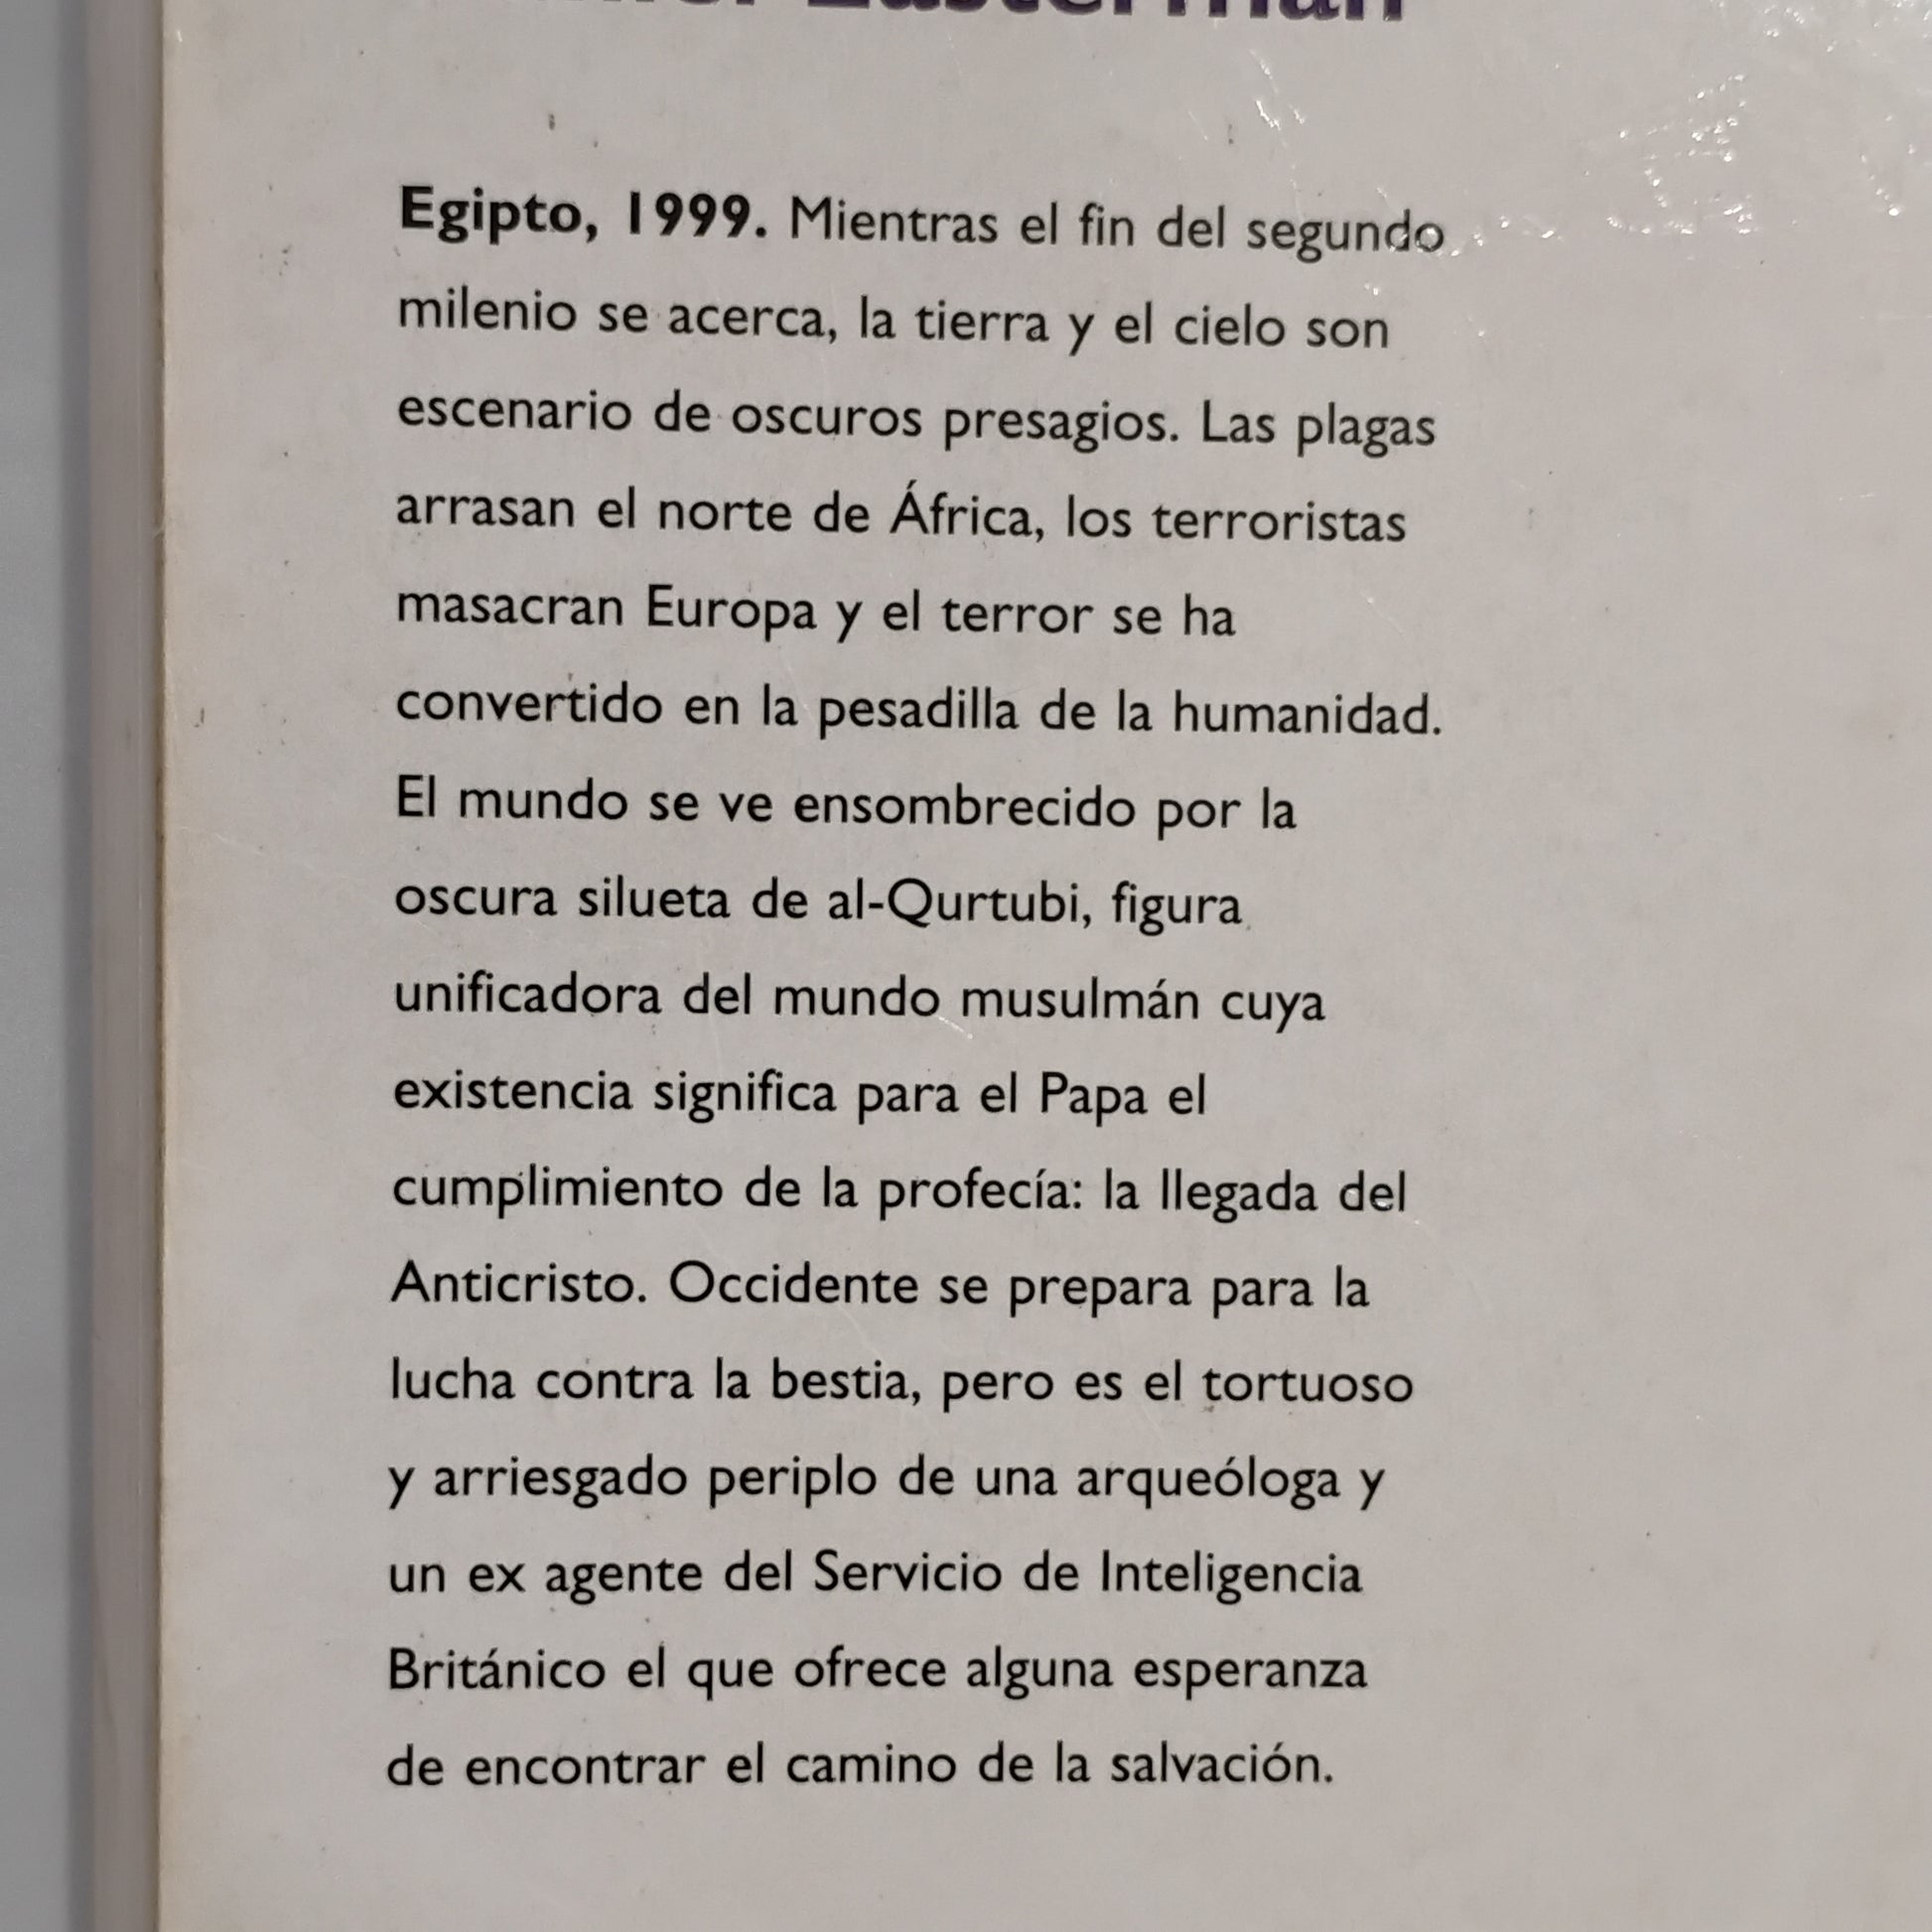 Easterman
Egipto, 1999. Mientras el fin del segundo
milenio se acerca, la tierra y el cielo son
escenario de oscuros presagios. Las plagas
arrasan el norte de África, los terroristas
masacran Europa y el terror se ha
convertido en la pesadilla de la humanidad.
El mundo se ve ensombrecido por la
oscura silueta de al-Qurtubi, figura
unificadora del mundo musulmán cuya
existencia significa para el Papa el
cumplimiento de la profecía: la llegada del
Anticristo. Occidente se prepara para la
lucha contra la bestia, pero es el tortuoso
y arriesgado periplo de una arqueóloga y
un ex agente del Servicio de Inteligencia
Británico el que ofrece alguna esperanza
de encontrar el camino de la salvación.